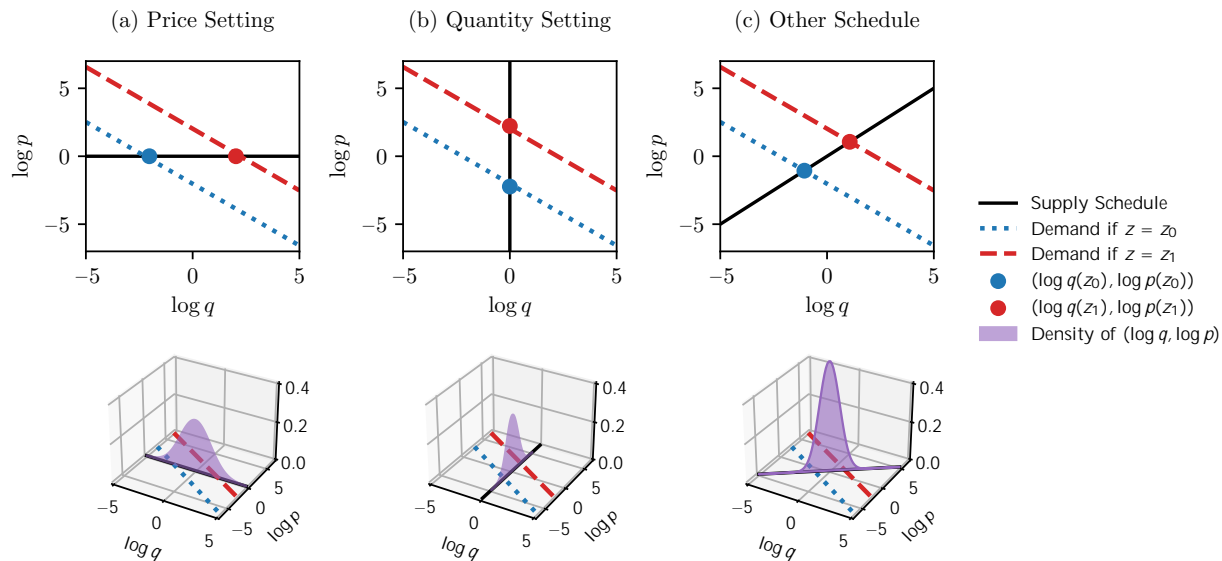 (a) Price Setting
(b) Quantity Setting
(c) Other Schedule
5
0
−5
log p
−5
0
5
log q
5
0
−5
log p
−5
0
5
log q
5
0
−5
log p
−5
0
5
log q
Supply Schedule
Demand if z = z₀
Demand if z = z₁
(log q(z₀), log p(z₀))
(log q(z₁), log p(z₁))
Density of (log q, log p)
0.4
0.2
0.0
−5
0
5
log q
−5
0
5
log p
0.4
0.2
0.0
−5
0
5
log q
−5
0
5
log p
0.4
0.2
0.0
−5
0
5
log q
−5
0
5
log p